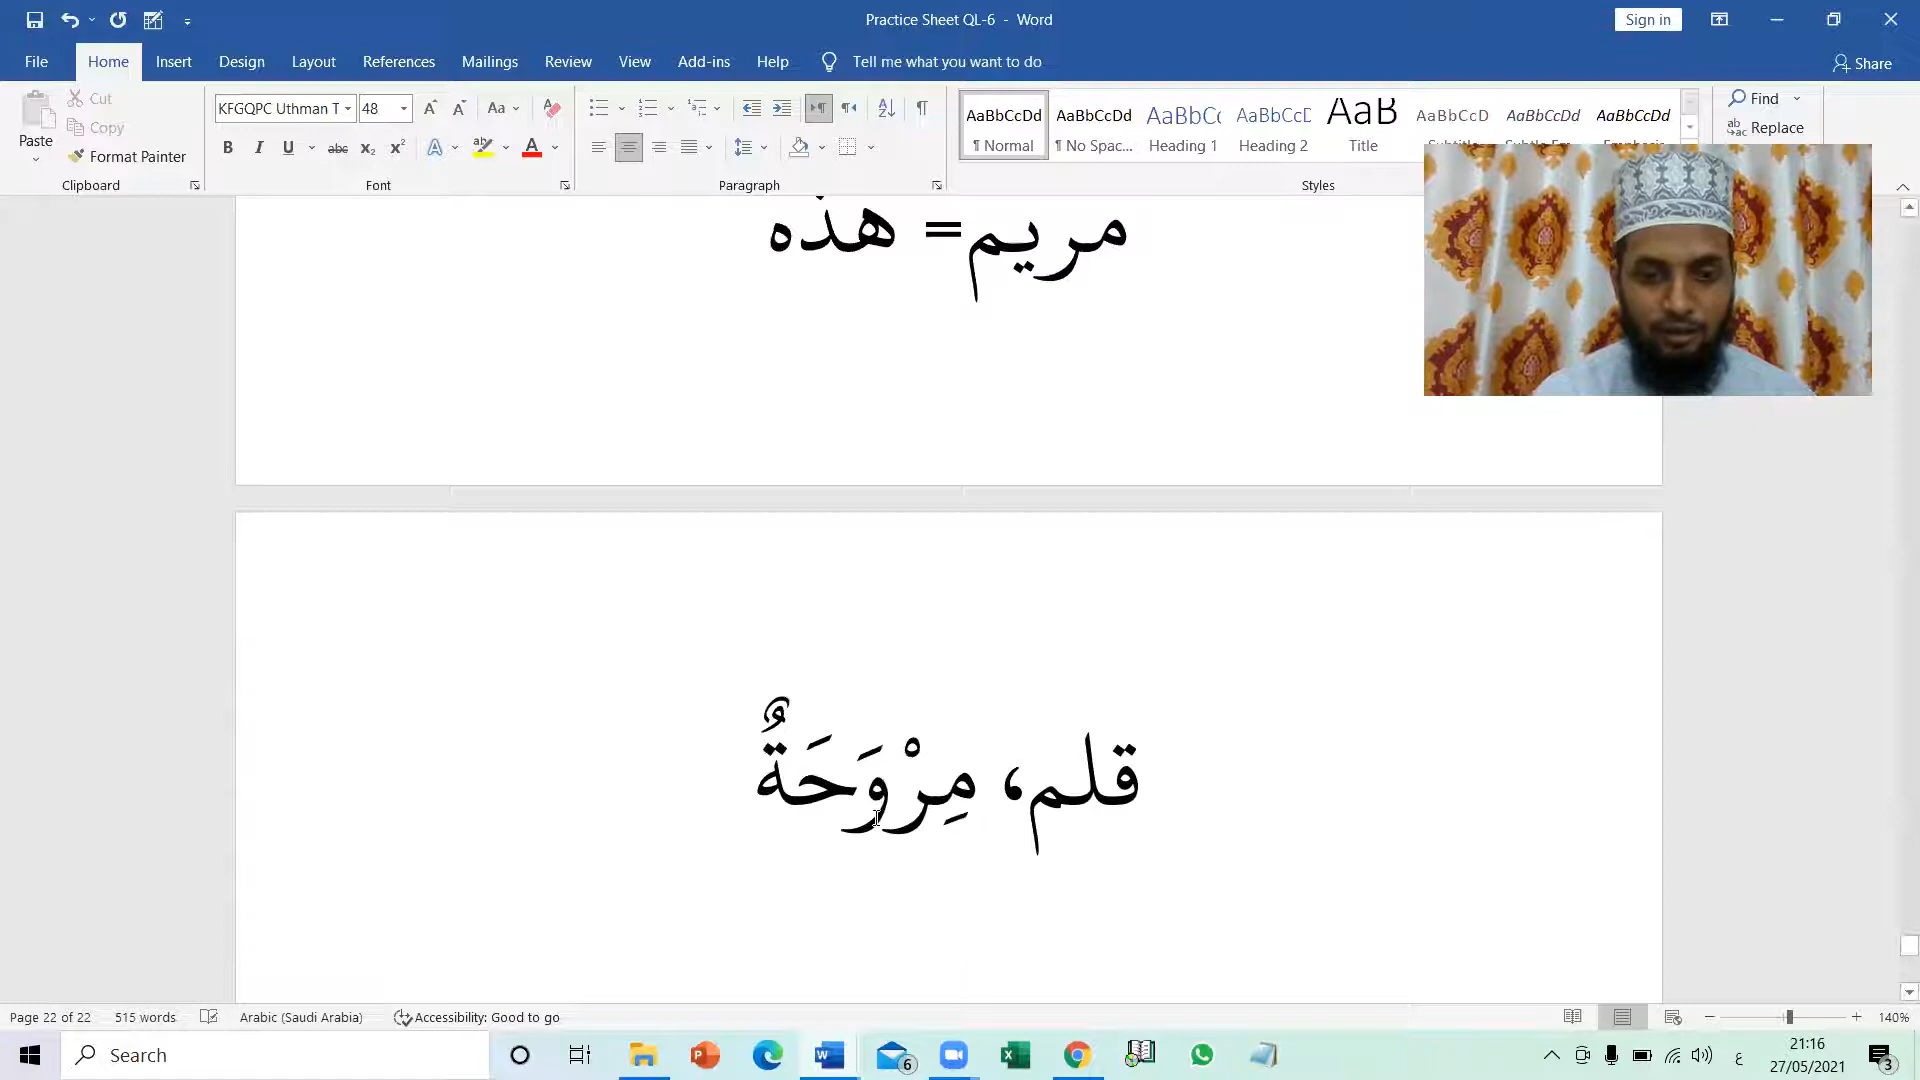 Practice Sheet QL-6 - Word
Sign in
File Home Insert Design Layout References Mailings Review View Add-ins Help Tell me what you want to do
Share
Paste
Cut
Copy
Format Painter
Clipboard
KFGQPC Uthman T 48
Font
Paragraph
AaBbCcDd AaBbCcDd AaBbCc AaBbCcD AaB AaBbCcD AaBbCcDd AaBbCcDd
¶ Normal ¶ No Spac... Heading 1 Heading 2 Title
Styles
Find
Replace
مريم= هذه
قلم، مِرْوَحَةٌ
Page 22 of 22 515 words Arabic (Saudi Arabia) Accessibility: Good to go
140%
Search
6
ع
21:16
27/05/2021
3